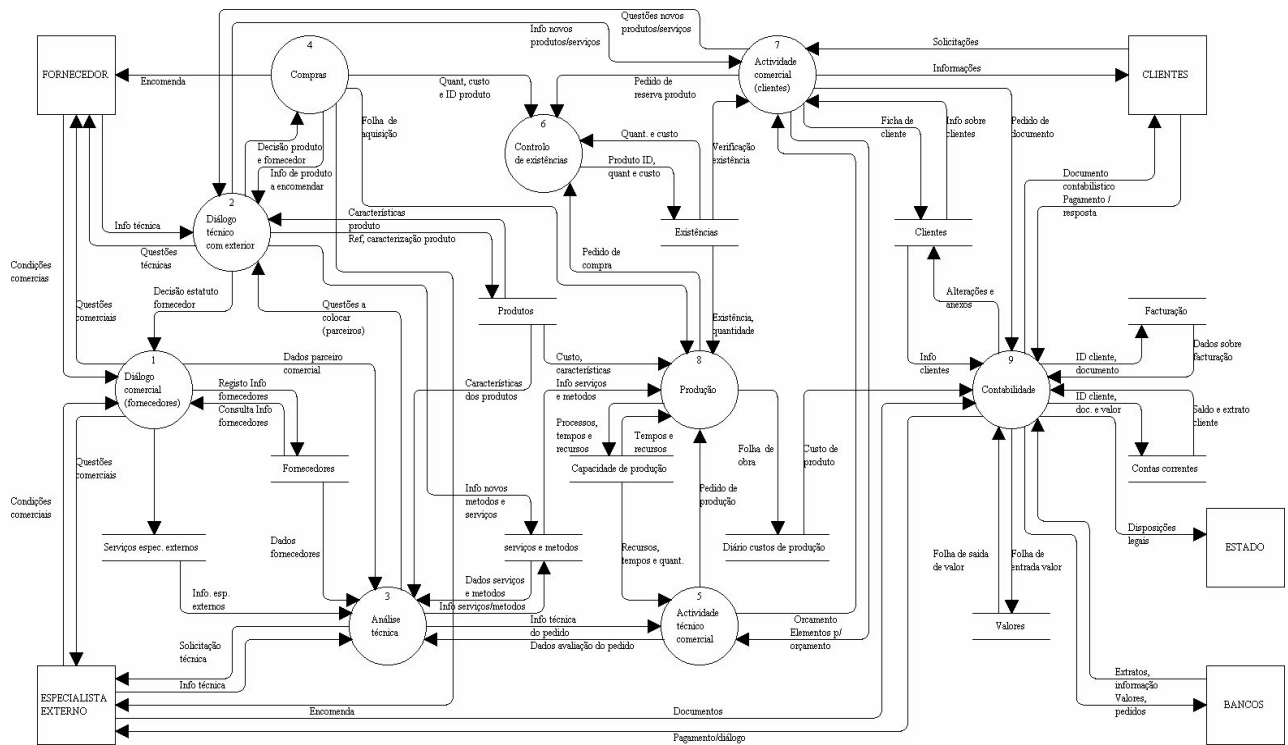 Questões novos
produtos/serviços
Info novos
produtos/serviços
7
Actividade
comercial
(clientes)
Solicitações
Informações
CLIENTES
FORNECEDOR
Encomenda
4
Compras
Quant, custo
e ID produto
Pedido de
reserva produto
Folha de
aquisição
6
Controlo
de existências
Quant. e custo
Produto ID,
quant e custo
Verificação
existência
Ficha de
cliente
Info sobre
clientes
Pedido de
documento
Decisão produto
e fornecedor
Info de produto
a encomendar
Documento
contabilistico
Pagamento /
resposta
2
Diálogo
técnico
com exterior
Info técnica
Questões
técnicas
Características
produto
Ref, caracterização produto
Existências
Clientes
Pedido de
compra
Condições
comercias
Decisão estatuto
fornecedor
Questões a
colocar
(parceiros)
Produtos
Alterações e
anexos
Facturação
Questões
comerciais
Existência,
quantidade
Dados sobre
facturação
1
Diálogo
comercial
(fornecedores)
Dados parceiro
comercial
Custo,
características
Info serviços
e metodos
8
Produção
Info
clientes
9
Contabilidade
ID cliente,
documento
Registo Info
fornecedores
Consulta Info
fornecedores
Características
dos produtos
ID cliente,
doc. e valor
Saldo e extrato
cliente
Processos,
tempos e
recursos
Tempos e
recursos
Folha de
obra
Custo de
produto
Questões
comerciais
Fornecedores
Capacidade de produção
Contas correntes
Condições
comerciais
Info novos
metodos e
serviços
Pedido de
produção
Serviços espec. externos
Dados
fornecedores
serviços e metodos
Recursos,
tempos e quant.
Diário custos de produção
Disposições
legais
ESTADO
Folha de saida
de valor
Folha de
entrada valor
Info. esp.
externos
Dados serviços
e metodos
Info serviços/metodos
3
Análise
técnica
5
Actividade
técnico
comercial
Info técnica
do pedido
Dados avaliação do pedido
Orcamento
Elementos p/
orçamento
Valores
Solicitação
técnica
Info técnica
ESPECIALISTA
EXTERNO
Encomenda
Documentos
Pagamento/diálogo
Extratos,
informação
Valores,
pedidos
BANCOS